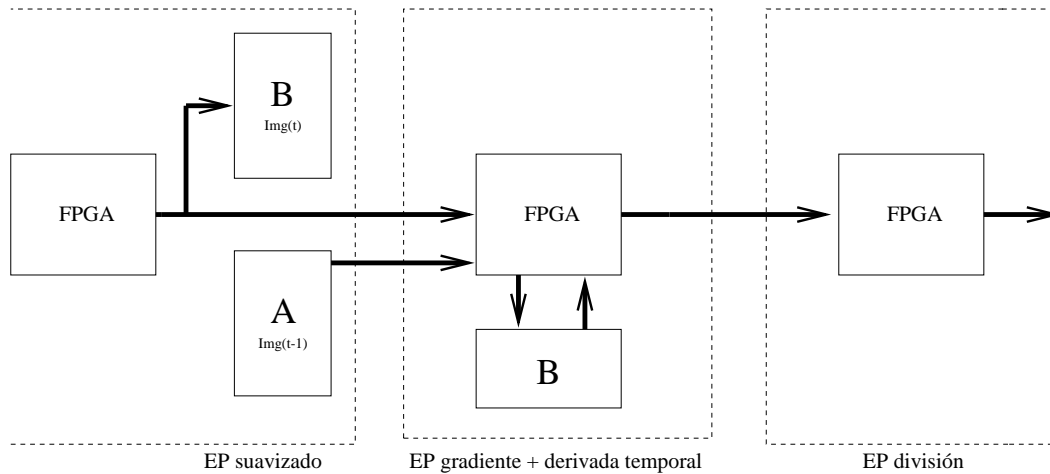 B
Img(t)
FPGA
FPGA
FPGA
A
Img(t-1)
B
EP suavizado
EP gradiente + derivada temporal
EP división